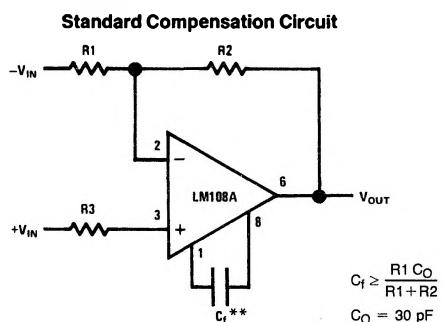 Standard Compensation Circuit
R1
R2
−VIN
2
−
LM108A
6
VOUT
+VIN
R3
3
+
8
1
Cf **
Cf ≥ R1 CO
R1+R2
CO = 30 pF